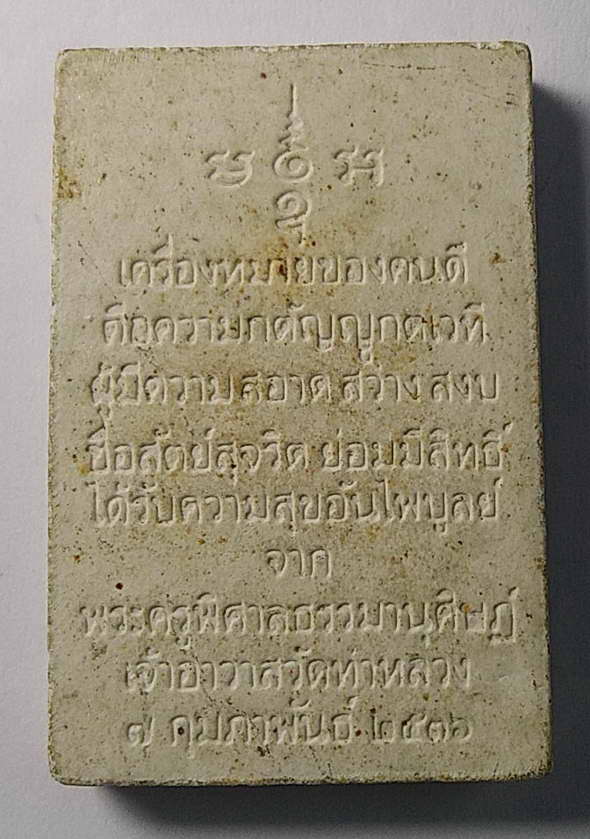 เครื่องหมายของคนดี
คือความกตัญญูกตเวที
ผู้มีความ สอาด สว่าง สงบ
ซื่อสัตย์สุจริต ย่อมมีสิทธิ์
ได้รับความสุขอันไพบูลย์
จาก
พระครูพิศาลธรรมานุศิษฏ์
เจ้าอาวาสวัดท่าหลวง
๗ กุมภาพันธ์ ๒๕๓๖